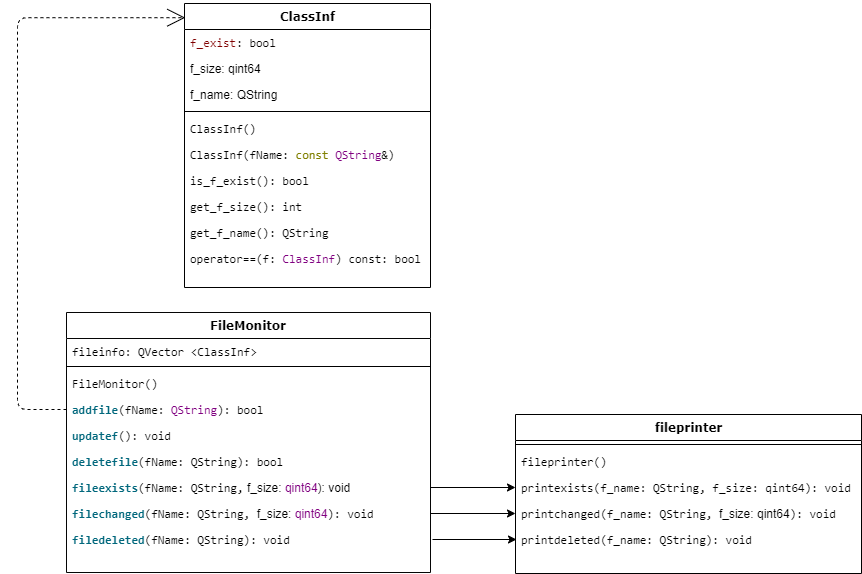 ClassInf
f_exist: bool
f_size: qint64
f_name: QString
ClassInf()
ClassInf(fName: const QString&)
is_f_exist(): bool
get_f_size(): int
get_f_name(): QString
operator==(f: ClassInf) const: bool
FileMonitor
fileinfo: QVector <ClassInf>
FileMonitor()
addfile(fName: QString): bool
updatef(): void
deletefile(fName: QString): bool
fileexists(fName: QString, f_size: qint64): void
filechanged(fName: QString, f_size: qint64): void
filedeleted(fName: QString): void
fileprinter
fileprinter()
printexists(f_name: QString, f_size: qint64): void
printchanged(f_name: QString, f_size: qint64): void
printdeleted(f_name: QString): void